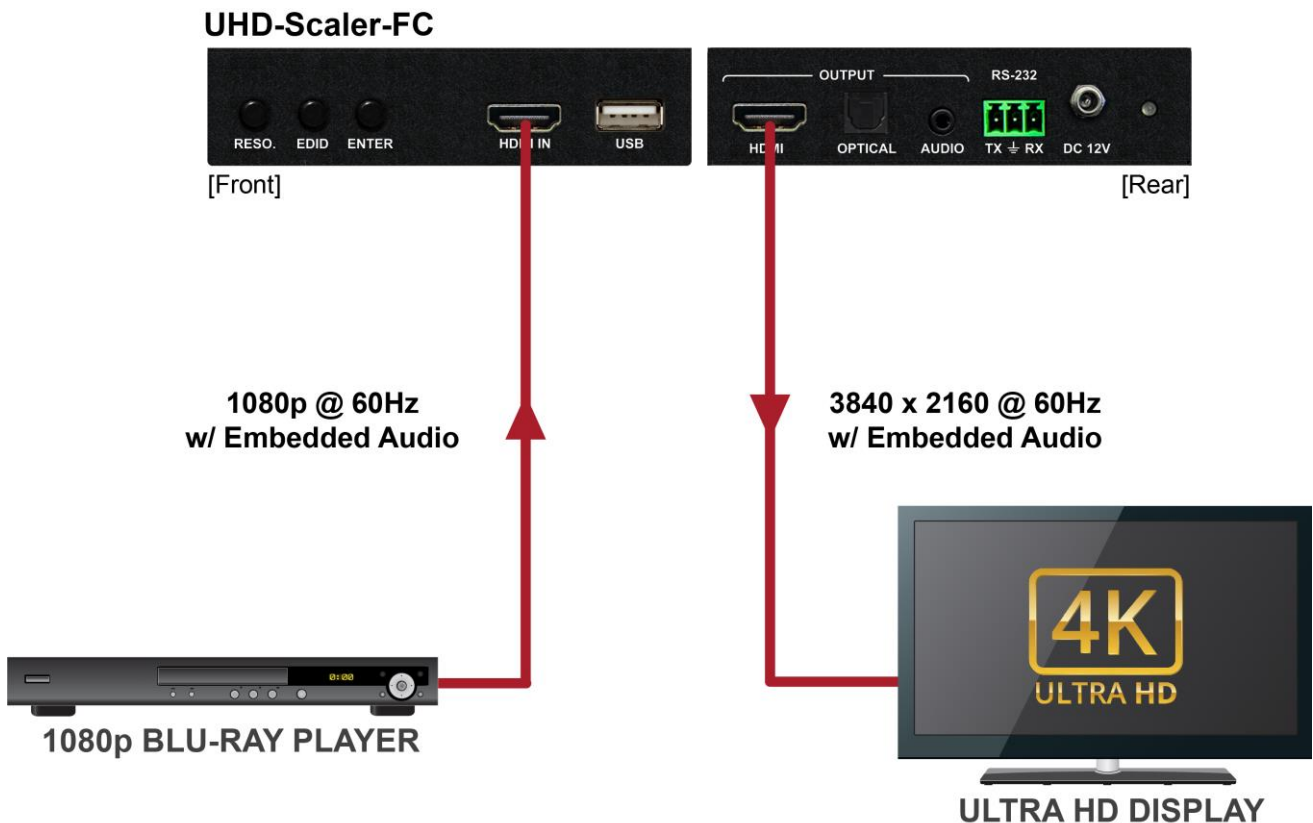 UHD-Scaler-FC
RESO. EDID ENTER HDMI IN USB
OUTPUT RS-232
HDMI OPTICAL AUDIO TX ⏚ RX DC 12V
[Front] [Rear]
1080p @ 60Hz
w/ Embedded Audio
3840 x 2160 @ 60Hz
w/ Embedded Audio
0:00
1080p BLU-RAY PLAYER
4K
ULTRA HD
ULTRA HD DISPLAY